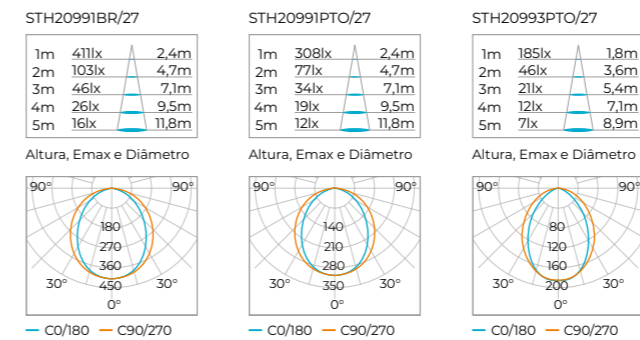 STH20991BR/27
1m 411lx 2,4m
2m 103lx 4,7m
3m 46lx 7,1m
4m 26lx 9,5m
5m 16lx 11,8m
Altura, Emax e Diâmetro
90° 90°
180
270
360
450
30° 30°
0°
C0/180 C90/270
STH20991PTO/27
1m 308lx 2,4m
2m 77lx 4,7m
3m 34lx 7,1m
4m 19lx 9,5m
5m 12lx 11,8m
Altura, Emax e Diâmetro
90° 90°
140
210
280
350
30° 30°
0°
C0/180 C90/270
STH20993PTO/27
1m 185lx 1,8m
2m 46lx 3,6m
3m 21lx 5,4m
4m 12lx 7,1m
5m 7lx 8,9m
Altura, Emax e Diâmetro
90° 90°
80
120
160
200
30° 30°
0°
C0/180 C90/270